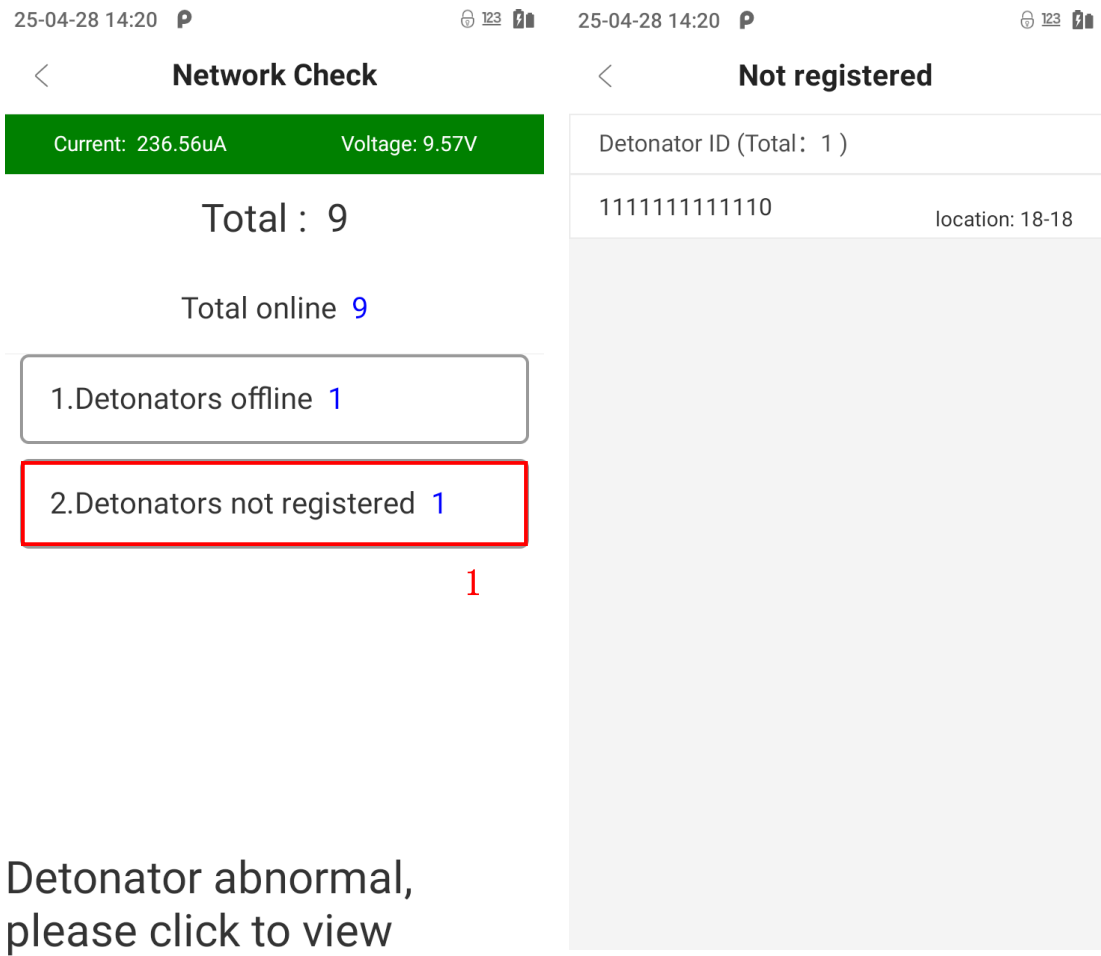 25-04-28 14:20 123
Network Check
Current: 236.56uA Voltage: 9.57V
Total : 9
Total online 9
1.Detonators offline 1
2.Detonators not registered 1
1
Detonator abnormal,
please click to view
25-04-28 14:20 123
Not registered
Detonator ID (Total：1 )
1111111111110
location: 18-18